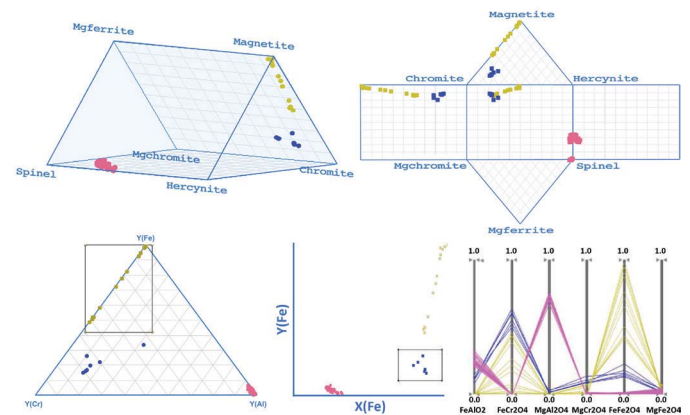 Mgferrite
Magnetite
Mgchromite
Spinel
Hercynite
Chromite
Magnetite
Chromite
Hercynite
Mgchromite
Spinel
Mgferrite
Y(Fe)
Y(Cr)
Y(Al)
Y(Fe)
X(Fe)
1.0 1.0 1.0 1.0 1.0 1.0
0.0 0.0 0.0 0.0 0.0 0.0
FeAlO2 FeCr2O4 MgAl2O4 MgCr2O4 FeFe2O4 MgFe2O4